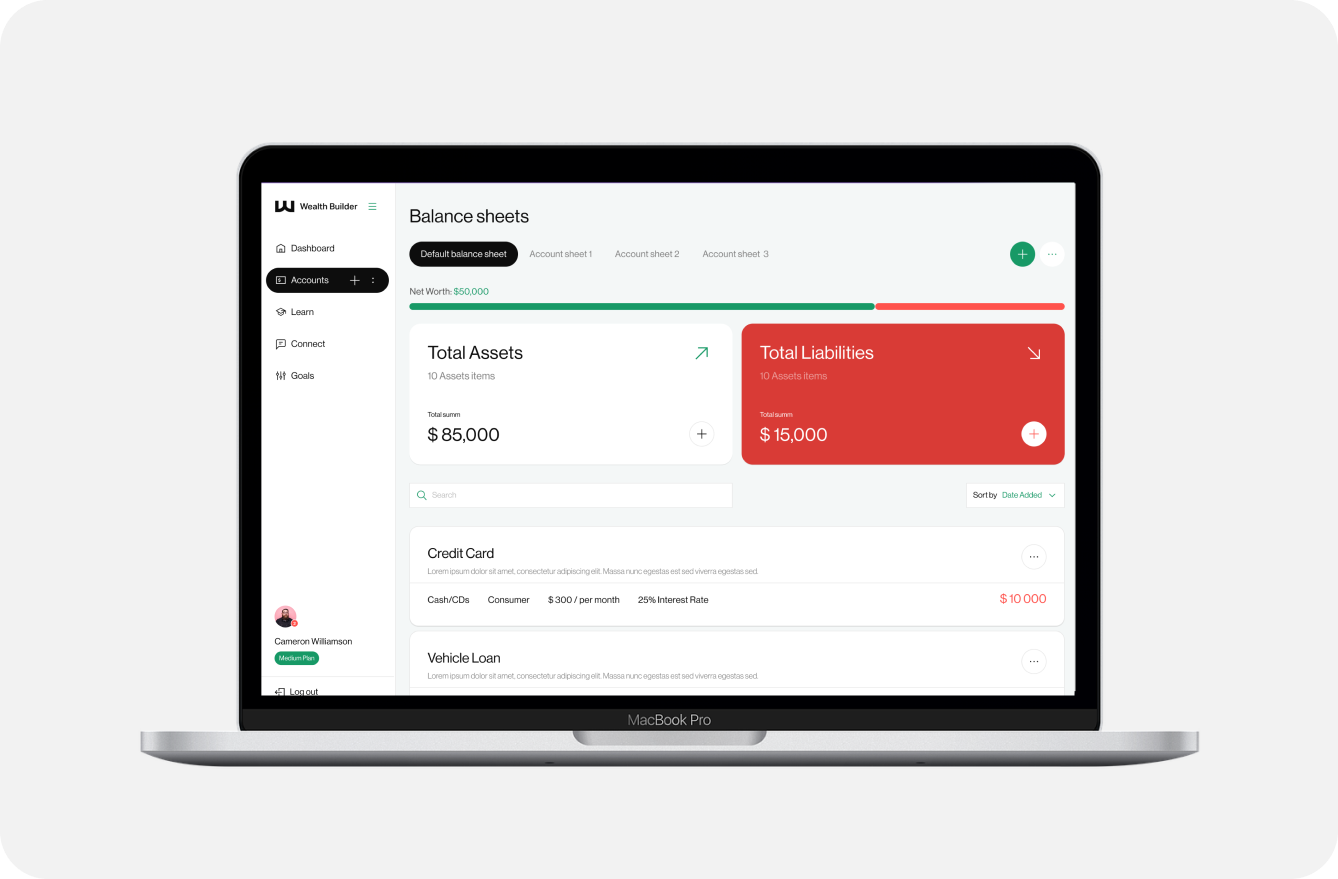 Wealth Builder
Dashboard
Accounts
Learn
Connect
Goals
Cameron Williamson
Medium Plan
Log out
Balance sheets
Default balance sheet Account sheet 1 Account sheet 2 Account sheet 3
Net Worth: $50,000
Total Assets
10 Assets items
Total summ
$ 85,000
Total Liabilities
10 Assets items
Total summ
$ 15,000
Search
Sort by Date Added
Credit Card
Lorem ipsum dolor sit amet, consectetur adipiscing elit. Massa nunc egestas est sed viverra egestas sed.
Cash/CDs Consumer $ 300 / per month 25% Interest Rate $ 10 000
Vehicle Loan
Lorem ipsum dolor sit amet, consectetur adipiscing elit. Massa nunc egestas est sed viverra egestas sed.
MacBook Pro